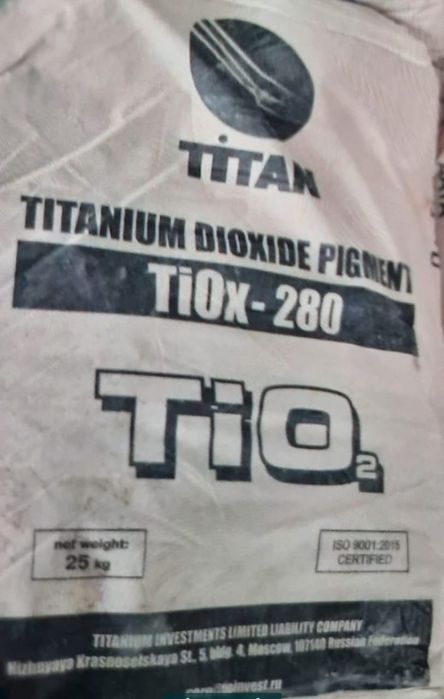 TITAN
TITANIUM DIOXIDE PIGMENT
TiOx-280
TiO₂
net weight:
25 kg
ISO 9001:2015
CERTIFIED
TITANIUM INVESTMENTS LIMITED LIABILITY COMPANY
Nizhnyaya Krasnoselskaya St., 5, bldg. 4, Moscow, 107140 Russian Federation